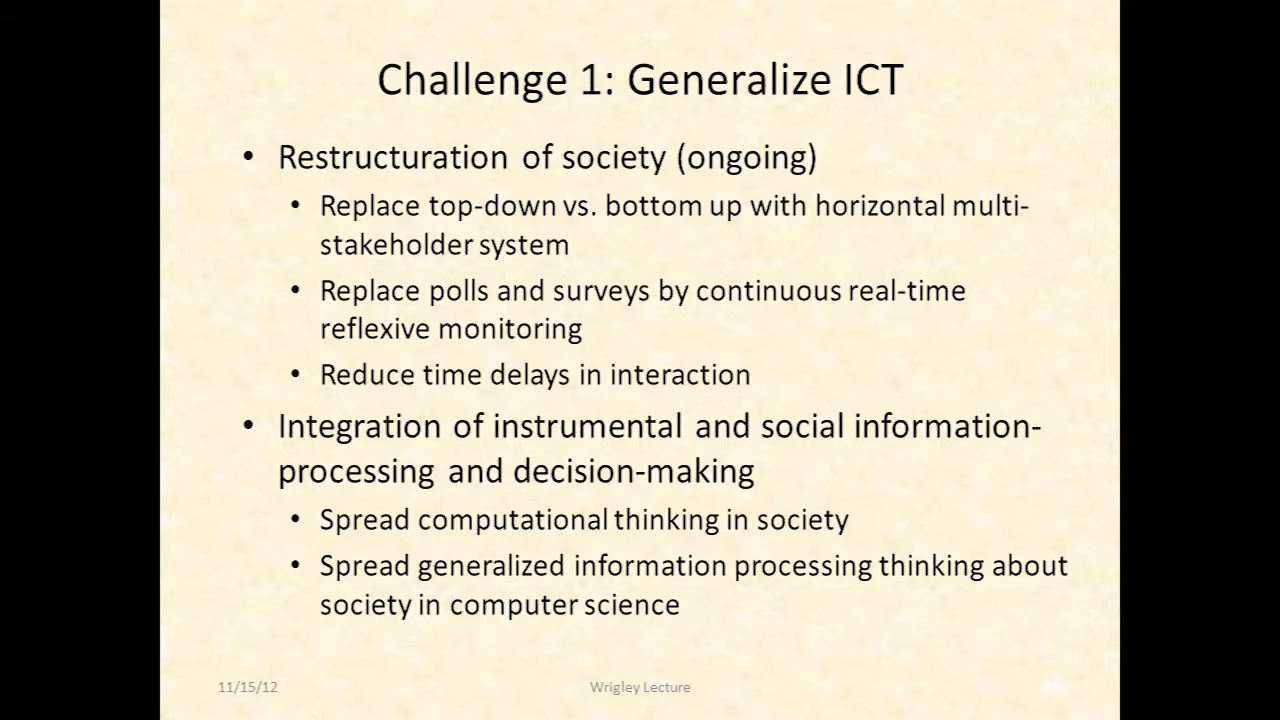 Challenge 1: Generalize ICT
• Restructuration of society (ongoing)
• Replace top-down vs. bottom up with horizontal multi-
stakeholder system
• Replace polls and surveys by continuous real-time
reflexive monitoring
• Reduce time delays in interaction
• Integration of instrumental and social information-
processing and decision-making
• Spread computational thinking in society
• Spread generalized information processing thinking about
society in computer science
11/15/12
Wrigley Lecture